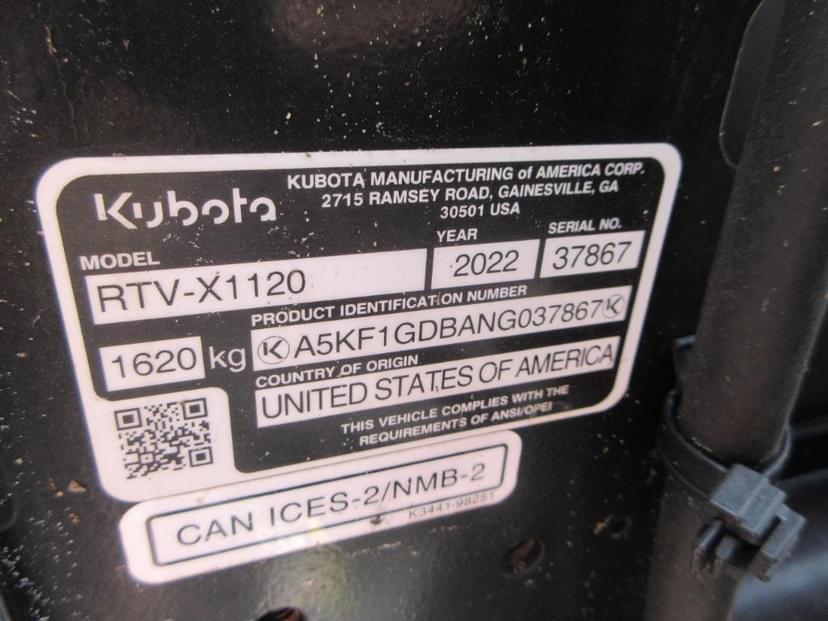 Kubota
KUBOTA MANUFACTURING of AMERICA CORP.
2715 RAMSEY ROAD, GAINESVILLE, GA
30501 USA
MODEL
YEAR
SERIAL NO.
RTV-X1120
2022
37867
PRODUCT IDENTIFICATION NUMBER
1620 kg
A5KF1GDBANG037867
COUNTRY OF ORIGIN
UNITED STATES OF AMERICA
THIS VEHICLE COMPLIES WITH THE
REQUIREMENTS OF ANSI/OPEI
CAN ICES-2/NMB-2
K3441-98251